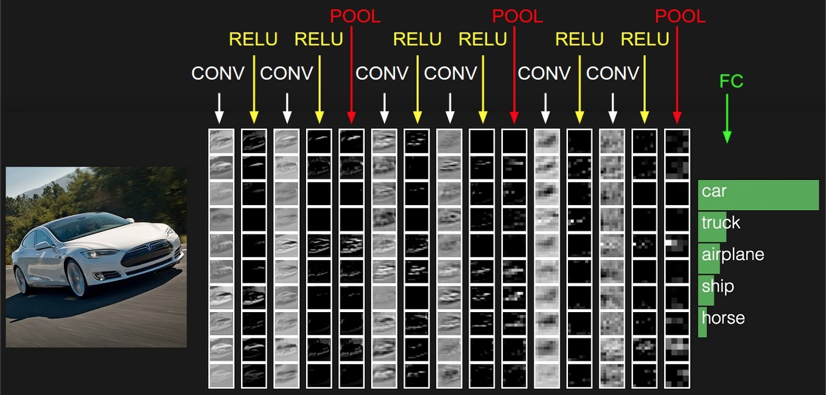 POOL POOL POOL
RELU RELU RELU RELU RELU RELU
CONV CONV CONV CONV CONV CONV
FC
car
truck
airplane
ship
horse